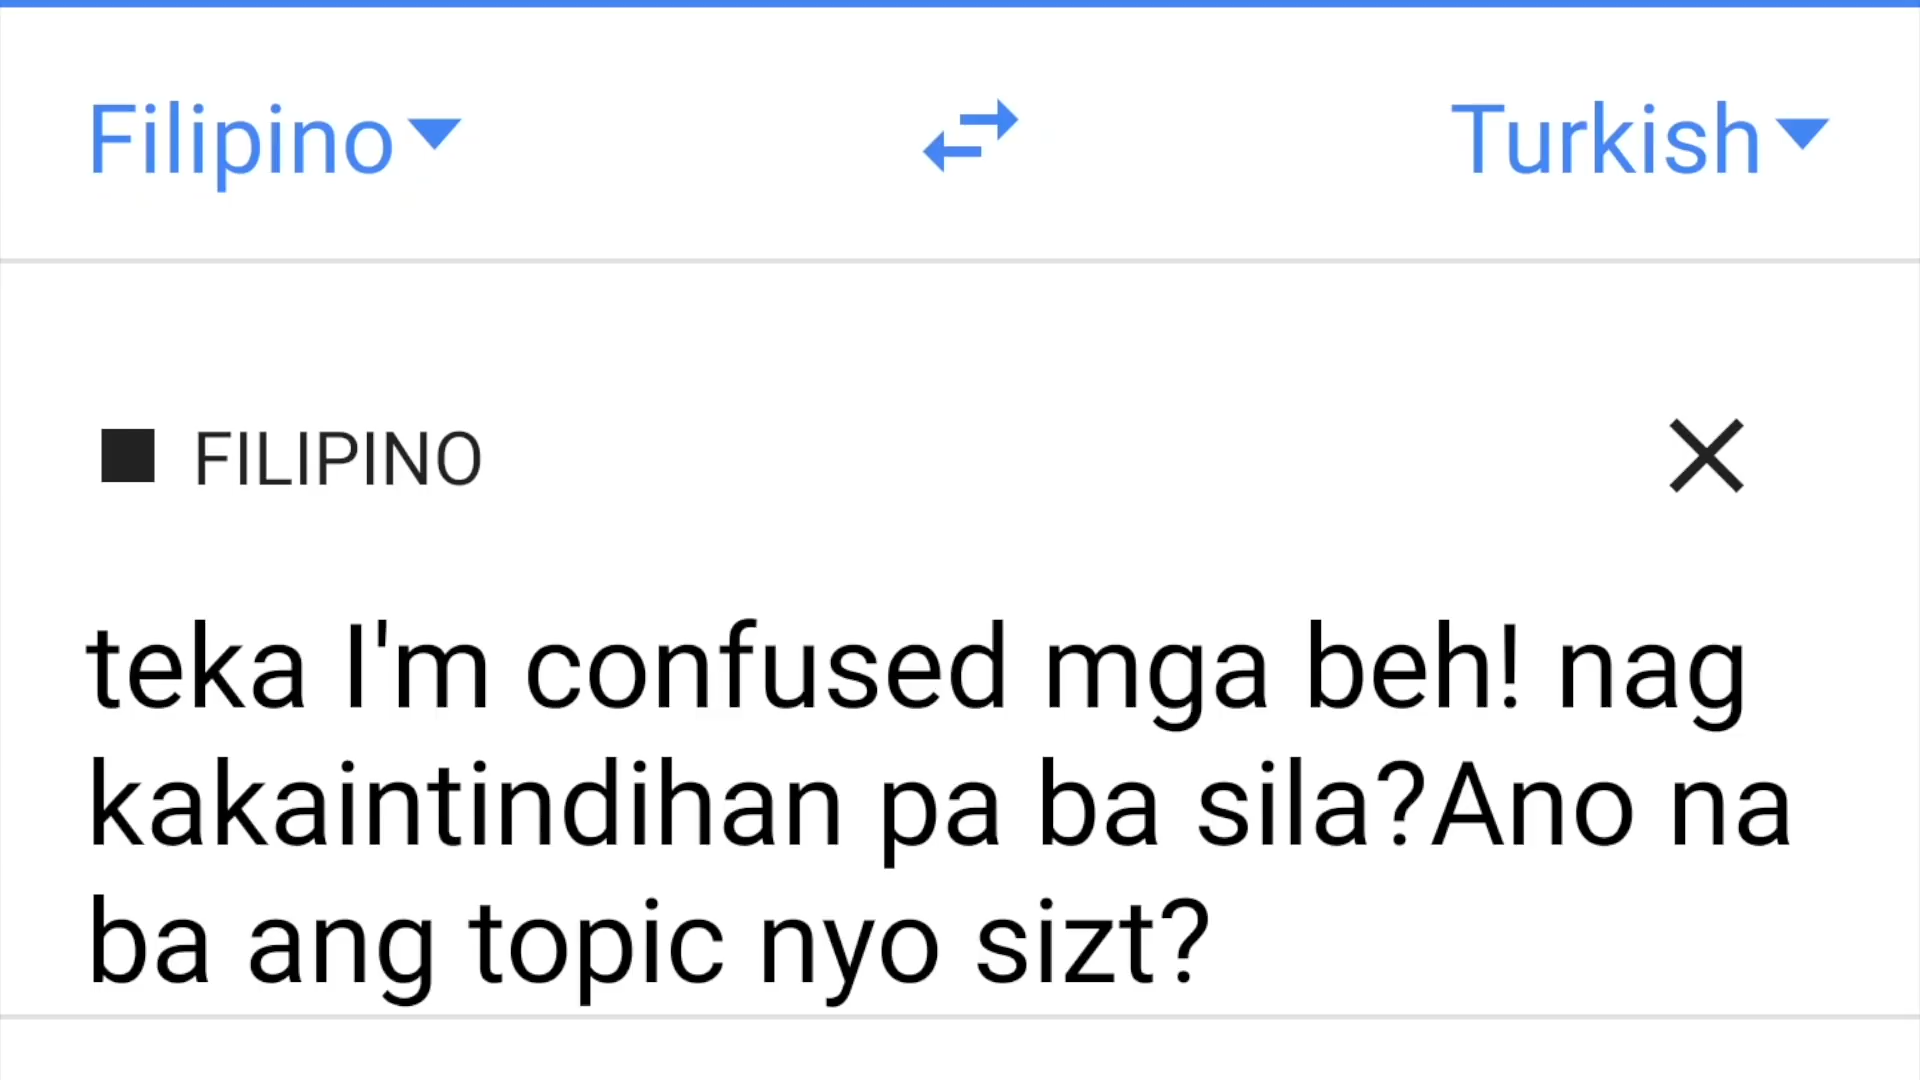 Filipino Turkish
FILIPINO
teka I'm confused mga beh! nag
kakaintindihan pa ba sila?Ano na
ba ang topic nyo sizt?